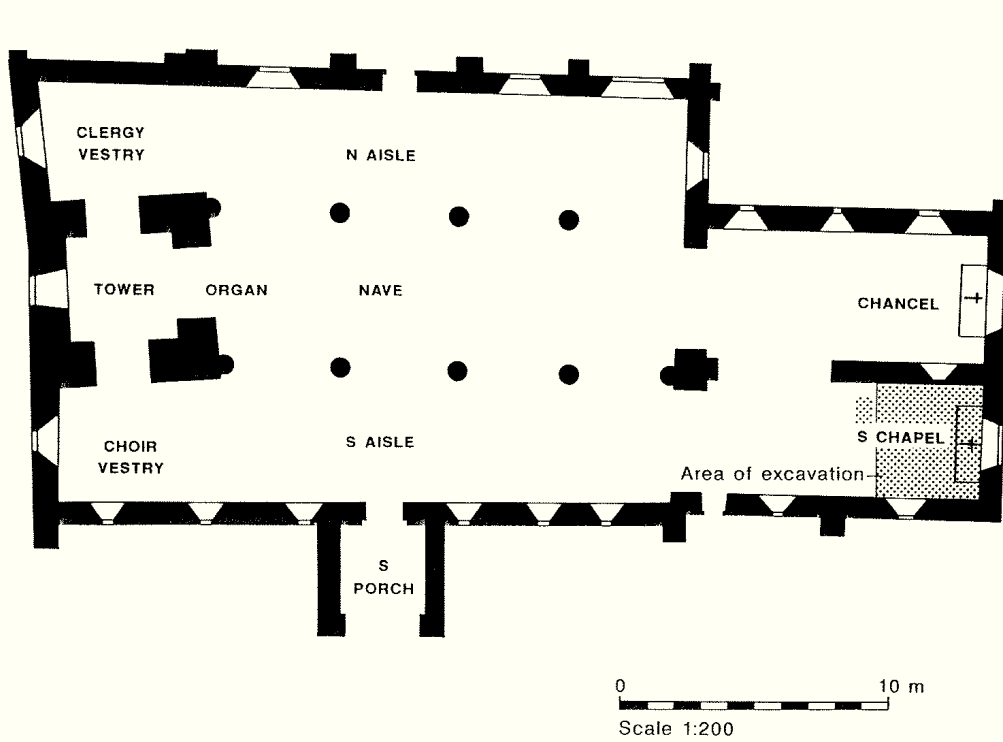 CLERGY
VESTRY
N AISLE
TOWER
ORGAN
NAVE
CHANCEL
CHOIR
VESTRY
S AISLE
S CHAPEL
Area of excavation
S
PORCH
0 10 m
Scale 1:200